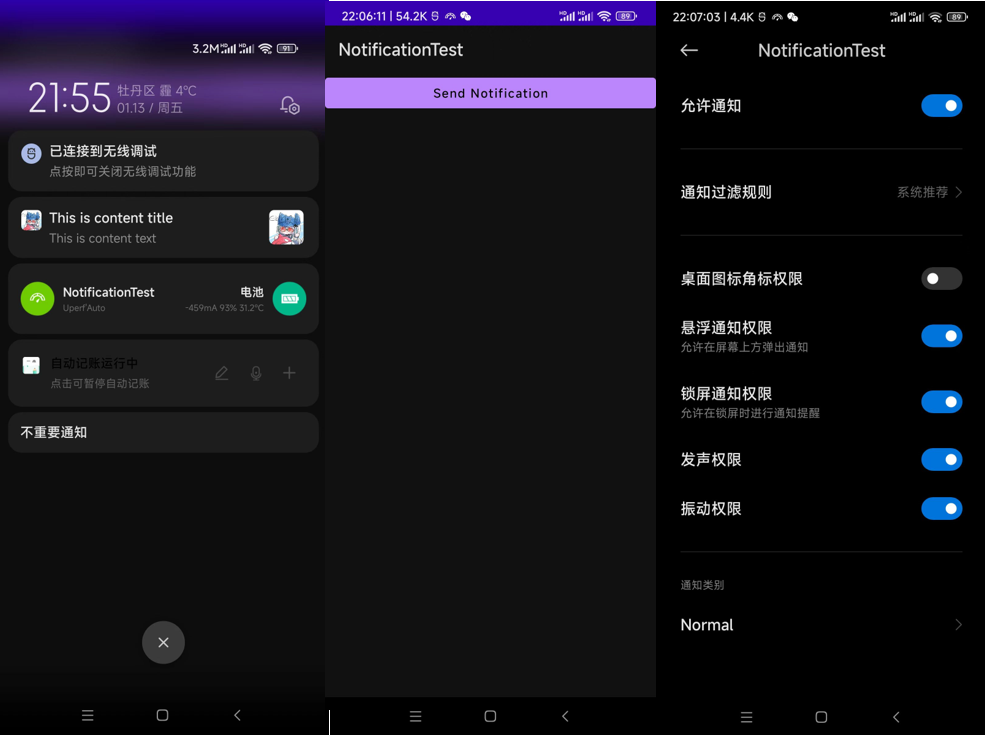 3.2M HD HD 91
21:55
牡丹区 霾 4°C
01.13 / 周五
已连接到无线调试
点按即可关闭无线调试功能
This is content title
This is content text
NotificationTest
Uperf'Auto
电池
-459mA 93% 31.2°C
自动记账运行中
点击可暂停自动记账
不重要通知
22:06:11 | 54.2K HD HD 89
NotificationTest
Send Notification
22:07:03 | 4.4K HD HD 89
NotificationTest
允许通知
通知过滤规则
系统推荐
桌面图标角标权限
悬浮通知权限
允许在屏幕上方弹出通知
锁屏通知权限
允许在锁屏时进行通知提醒
发声权限
振动权限
通知类别
Normal